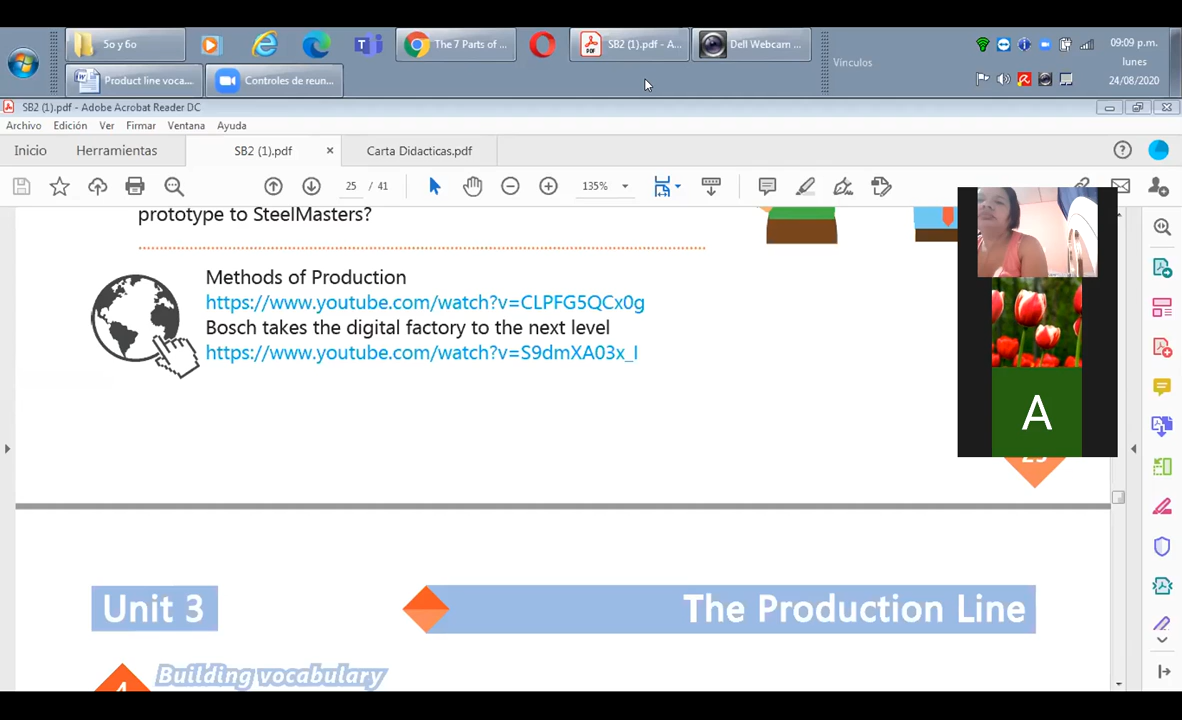 5o y 6o
The 7 Parts of ...
SB2 (1).pdf - A...
Dell Webcam ...
Vínculos
09:09 p.m.
lunes
24/08/2020
Product line voca...
Controles de reun...
SB2 (1).pdf - Adobe Acrobat Reader DC
Archivo Edición Ver Firmar Ventana Ayuda
Inicio Herramientas SB2 (1).pdf × Carta Didacticas.pdf
25 / 41 135%
prototype to SteelMasters?
Methods of Production
https://www.youtube.com/watch?v=CLPFG5QCx0g
Bosch takes the digital factory to the next level
https://www.youtube.com/watch?v=S9dmXA03x_I
A
Unit 3
The Production Line
4
Building vocabulary